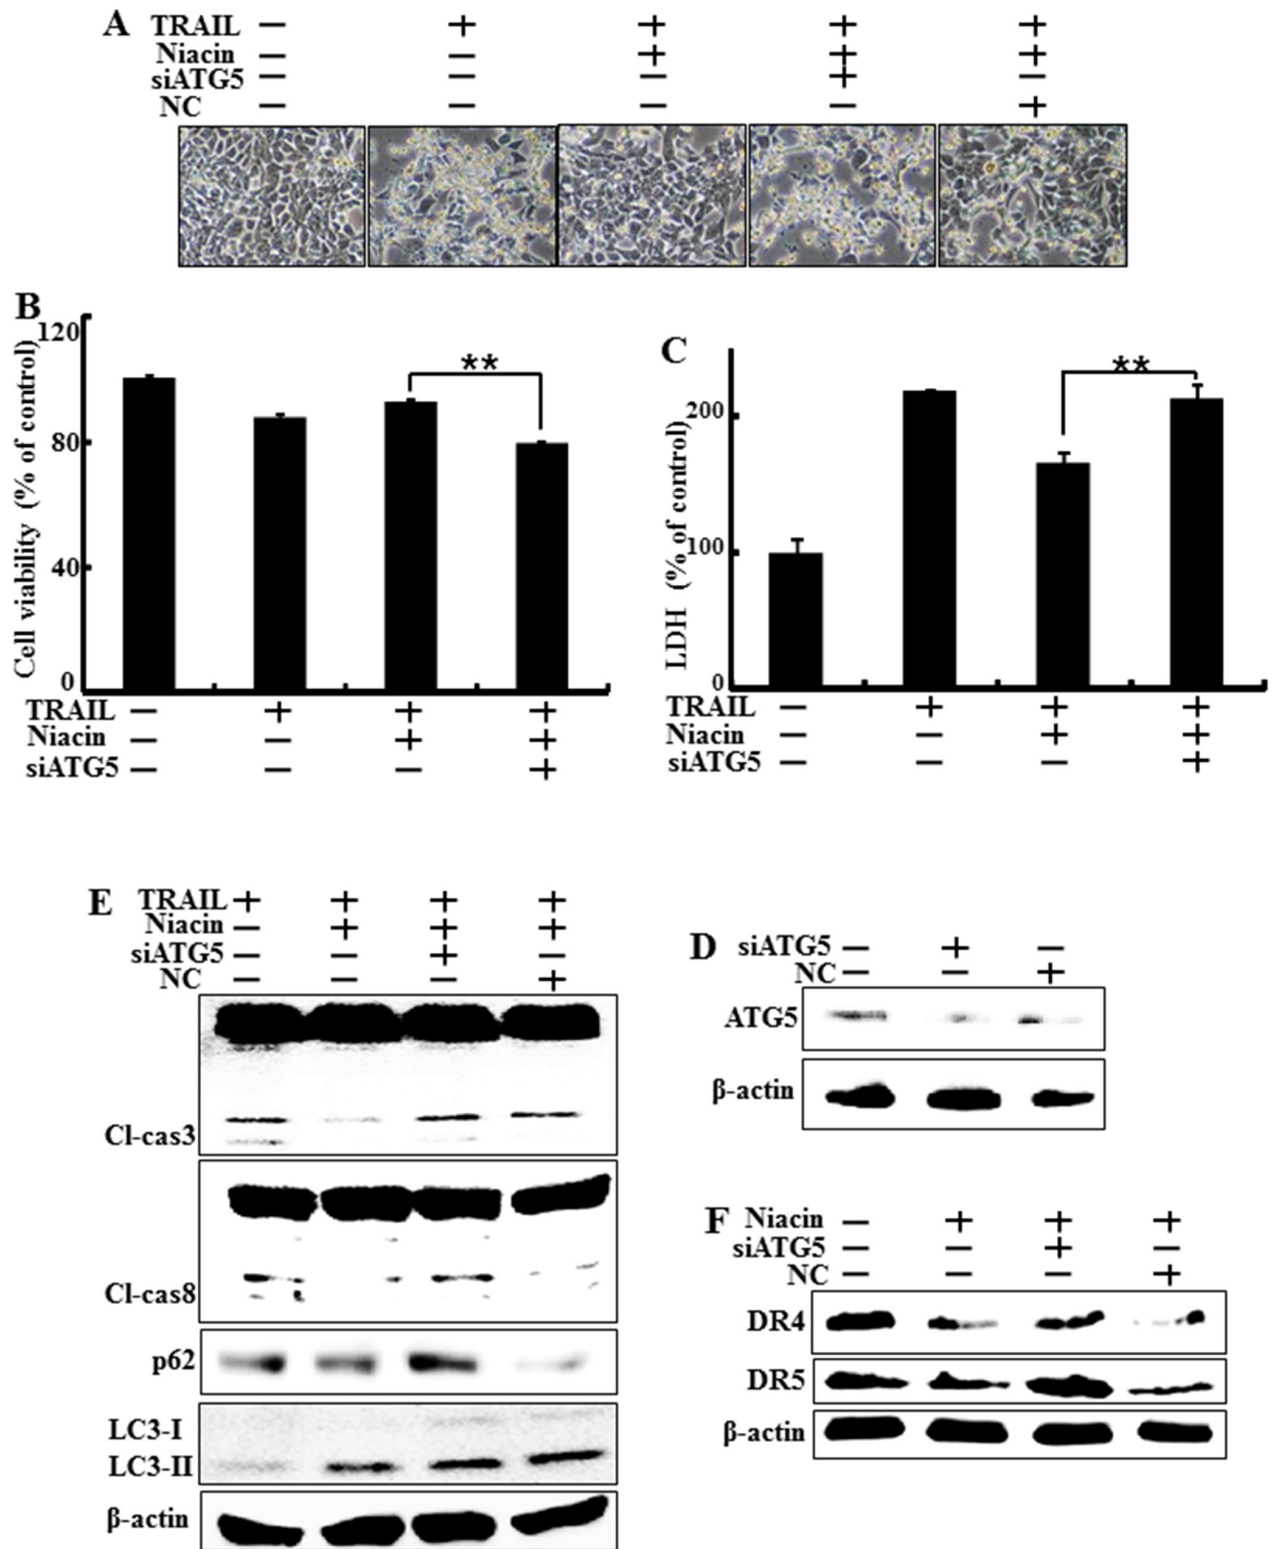 A TRAIL − + + + +
Niacin − − + + +
siATG5 − − − + −
NC − − − − +
B
Cell viability (% of control)
120
80
40
0
**
TRAIL − + + +
Niacin − − + +
siATG5 − − − +
C
LDH (% of control)
200
100
0
**
TRAIL − + + +
Niacin − − + +
siATG5 − − − +
E TRAIL + + + +
Niacin − + + +
siATG5 − − + −
NC − − − +
Cl-cas3
Cl-cas8
p62
LC3-I
LC3-II
β-actin
D siATG5 − + −
NC − − +
ATG5
β-actin
F Niacin − + + +
siATG5 − − + −
NC − − − +
DR4
DR5
β-actin